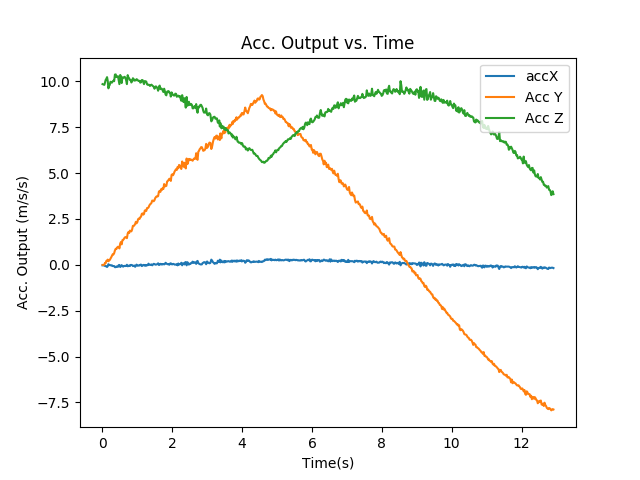 Acc. Output vs. Time
accX
Acc Y
Acc Z
Acc. Output (m/s/s)
10.0
7.5
5.0
2.5
0.0
−2.5
−5.0
−7.5
0 2 4 6 8 10 12
Time(s)